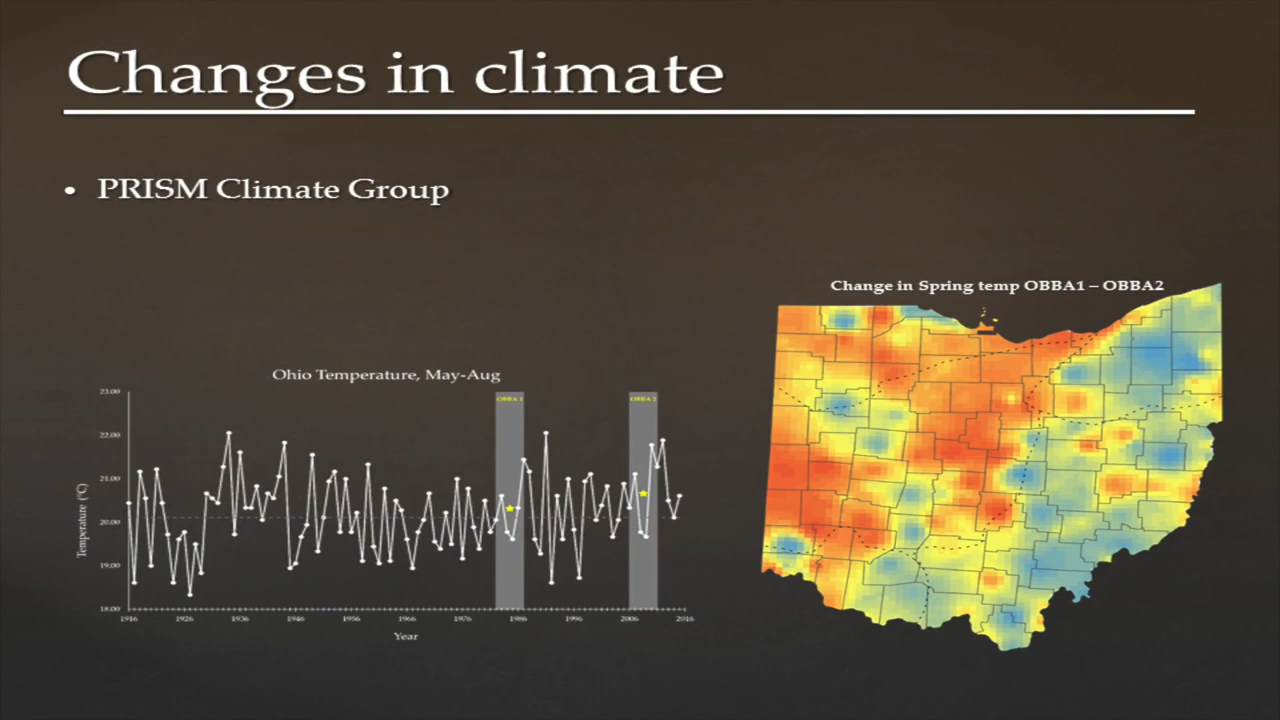 Changes in climate
• PRISM Climate Group
Change in Spring temp OBBA1 – OBBA2
Ohio Temperature, May-Aug
OBBA 1
OBBA 2
23.00
22.00
21.00
20.00
19.00
18.00
Temperature (°C)
1916 1926 1936 1946 1956 1966 1976 1986 1996 2006 2016
Year